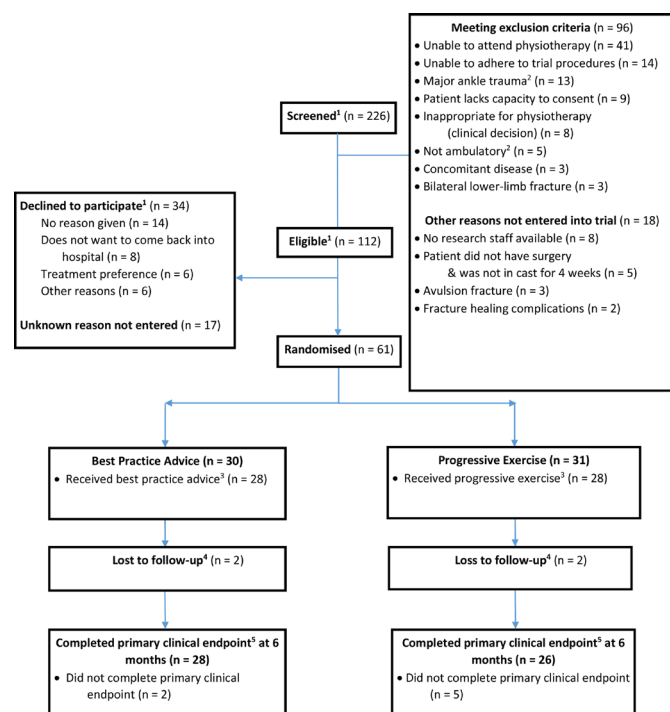 Meeting exclusion criteria (n = 96)
• Unable to attend physiotherapy (n = 41)
• Unable to adhere to trial procedures (n = 14)
• Major ankle trauma² (n = 13)
• Patient lacks capacity to consent (n = 9)
• Inappropriate for physiotherapy
(clinical decision) (n = 8)
• Not ambulatory² (n = 5)
• Concomitant disease (n = 3)
• Bilateral lower-limb fracture (n = 3)
Other reasons not entered into trial (n = 18)
• No research staff available (n = 8)
• Patient did not have surgery
& was not in cast for 4 weeks (n = 5)
• Avulsion fracture (n = 3)
• Fracture healing complications (n = 2)
Screened¹ (n = 226)
Declined to participate¹ (n = 34)
No reason given (n = 14)
Does not want to come back into
hospital (n = 8)
Treatment preference (n = 6)
Other reasons (n = 6)
Unknown reason not entered (n = 17)
Eligible¹ (n = 112)
Randomised (n = 61)
Best Practice Advice (n = 30)
• Received best practice advice³ (n = 28)
Progressive Exercise (n = 31)
• Received progressive exercise³ (n = 28)
Lost to follow-up⁴ (n = 2)
Loss to follow-up⁴ (n = 2)
Completed primary clinical endpoint⁵ at 6
months (n = 28)
• Did not complete primary clinical
endpoint (n = 2)
Completed primary clinical endpoint⁵ at 6
months (n = 26)
• Did not complete primary clinical endpoint
(n = 5)